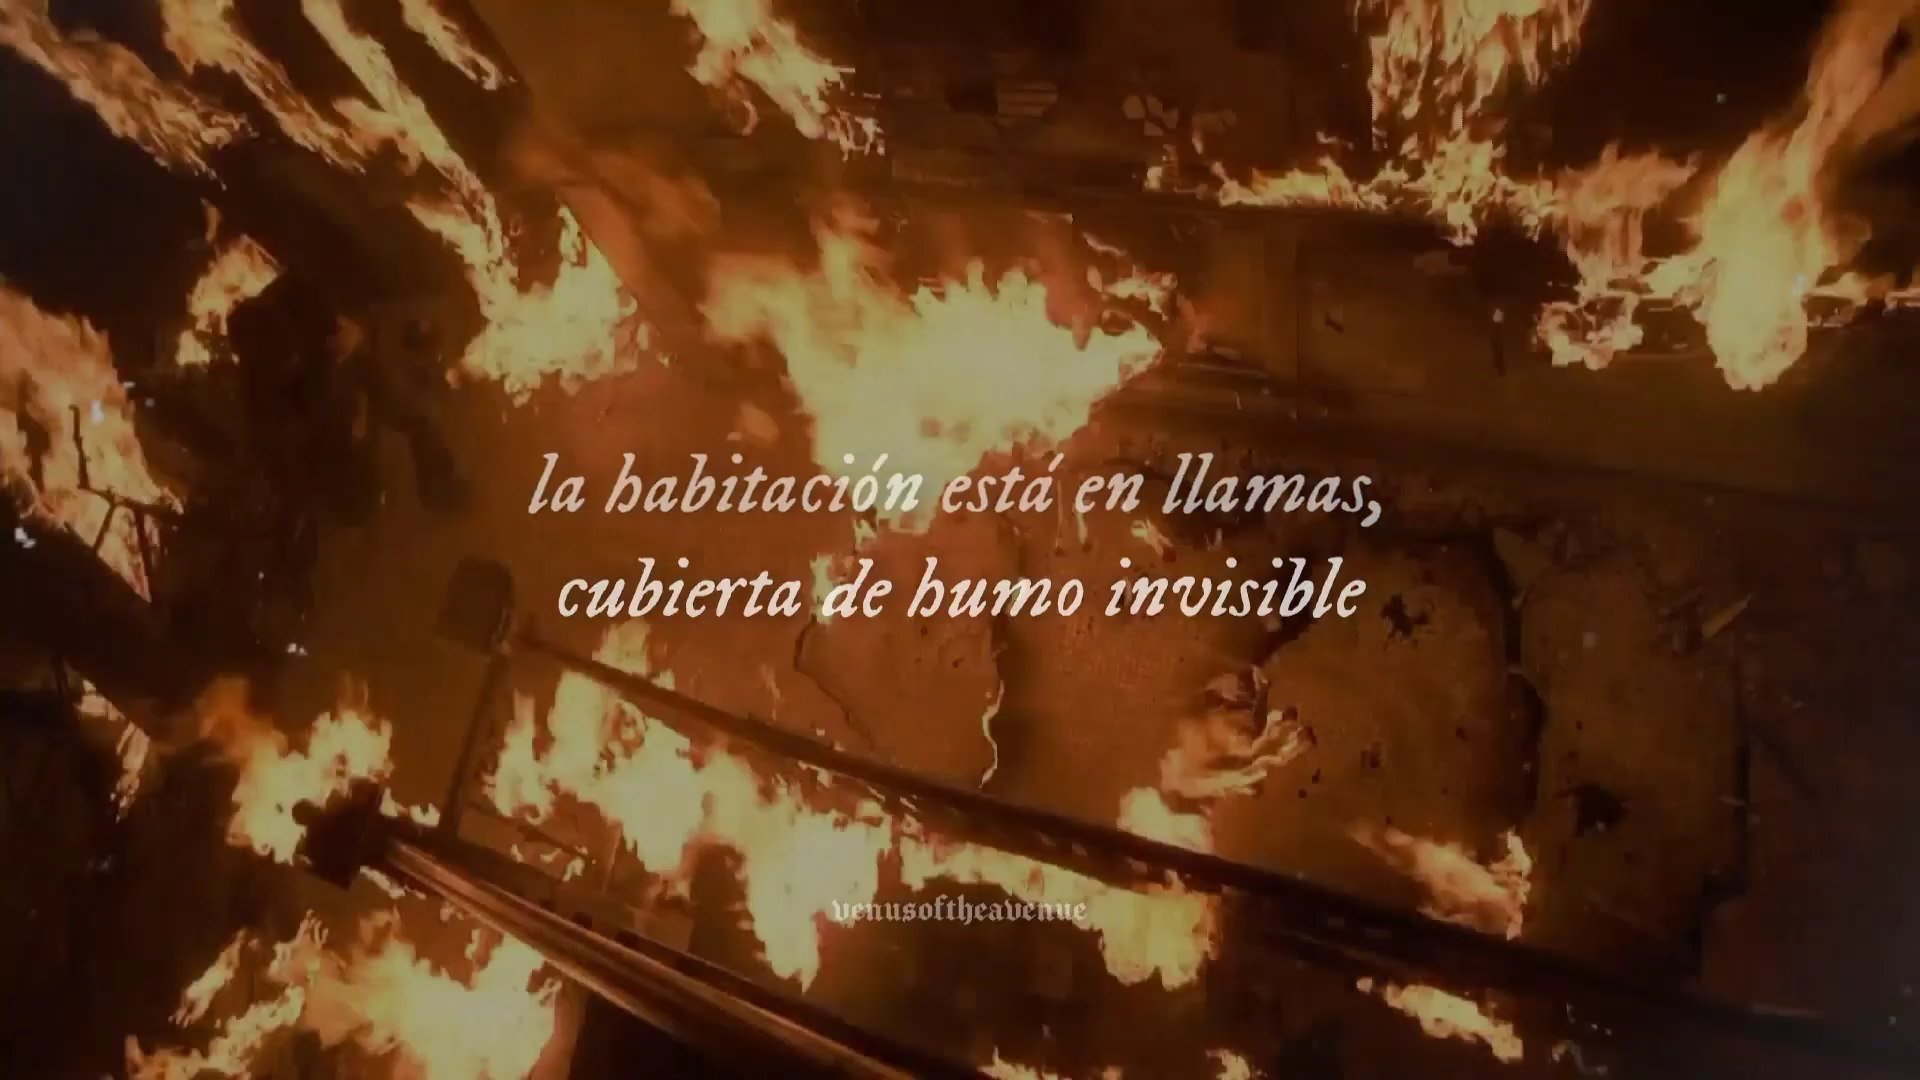 la habitación está en llamas,
cubierta de humo invisible
venusoftheavenue